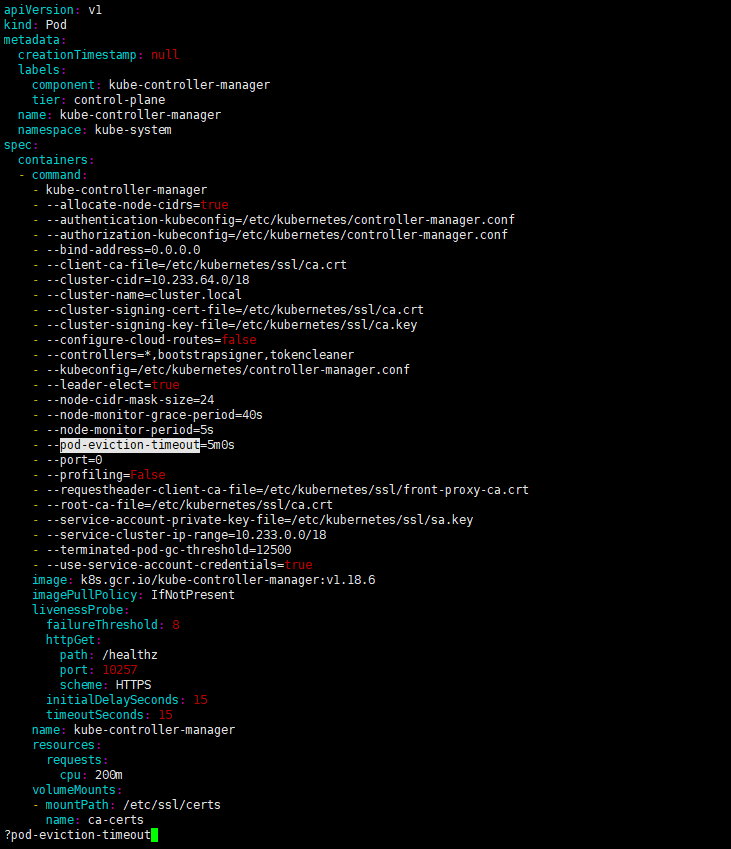 apiVersion: v1
kind: Pod
metadata:
  creationTimestamp: null
  labels:
    component: kube-controller-manager
    tier: control-plane
  name: kube-controller-manager
  namespace: kube-system
spec:
  containers:
  - command:
    - kube-controller-manager
    - --allocate-node-cidrs=true
    - --authentication-kubeconfig=/etc/kubernetes/controller-manager.conf
    - --authorization-kubeconfig=/etc/kubernetes/controller-manager.conf
    - --bind-address=0.0.0.0
    - --client-ca-file=/etc/kubernetes/ssl/ca.crt
    - --cluster-cidr=10.233.64.0/18
    - --cluster-name=cluster.local
    - --cluster-signing-cert-file=/etc/kubernetes/ssl/ca.crt
    - --cluster-signing-key-file=/etc/kubernetes/ssl/ca.key
    - --configure-cloud-routes=false
    - --controllers=*,bootstrapsigner,tokencleaner
    - --kubeconfig=/etc/kubernetes/controller-manager.conf
    - --leader-elect=true
    - --node-cidr-mask-size=24
    - --node-monitor-grace-period=40s
    - --node-monitor-period=5s
    - --pod-eviction-timeout=5m0s
    - --port=0
    - --profiling=False
    - --requestheader-client-ca-file=/etc/kubernetes/ssl/front-proxy-ca.crt
    - --root-ca-file=/etc/kubernetes/ssl/ca.crt
    - --service-account-private-key-file=/etc/kubernetes/ssl/sa.key
    - --service-cluster-ip-range=10.233.0.0/18
    - --terminated-pod-gc-threshold=12500
    - --use-service-account-credentials=true
    image: k8s.gcr.io/kube-controller-manager:v1.18.6
    imagePullPolicy: IfNotPresent
    livenessProbe:
      failureThreshold: 8
      httpGet:
        path: /healthz
        port: 10257
        scheme: HTTPS
      initialDelaySeconds: 15
      timeoutSeconds: 15
    name: kube-controller-manager
    resources:
      requests:
        cpu: 200m
    volumeMounts:
    - mountPath: /etc/ssl/certs
      name: ca-certs
?pod-eviction-timeout